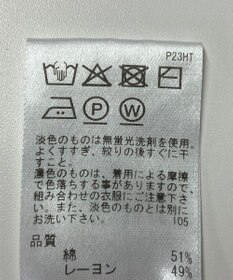 P23HT
P
W
淡色のものは無蛍光洗剤を使用。
よくすすぎ、絞りの後すぐに干
すこと。
濃色のものは、着用による摩擦
で色落ちする事がありますので、
組み合わせの衣服にご注意下さ
い。また、淡色のものとは別に
お洗い下さい。 105
品質
綿 51%
レーヨン 49%